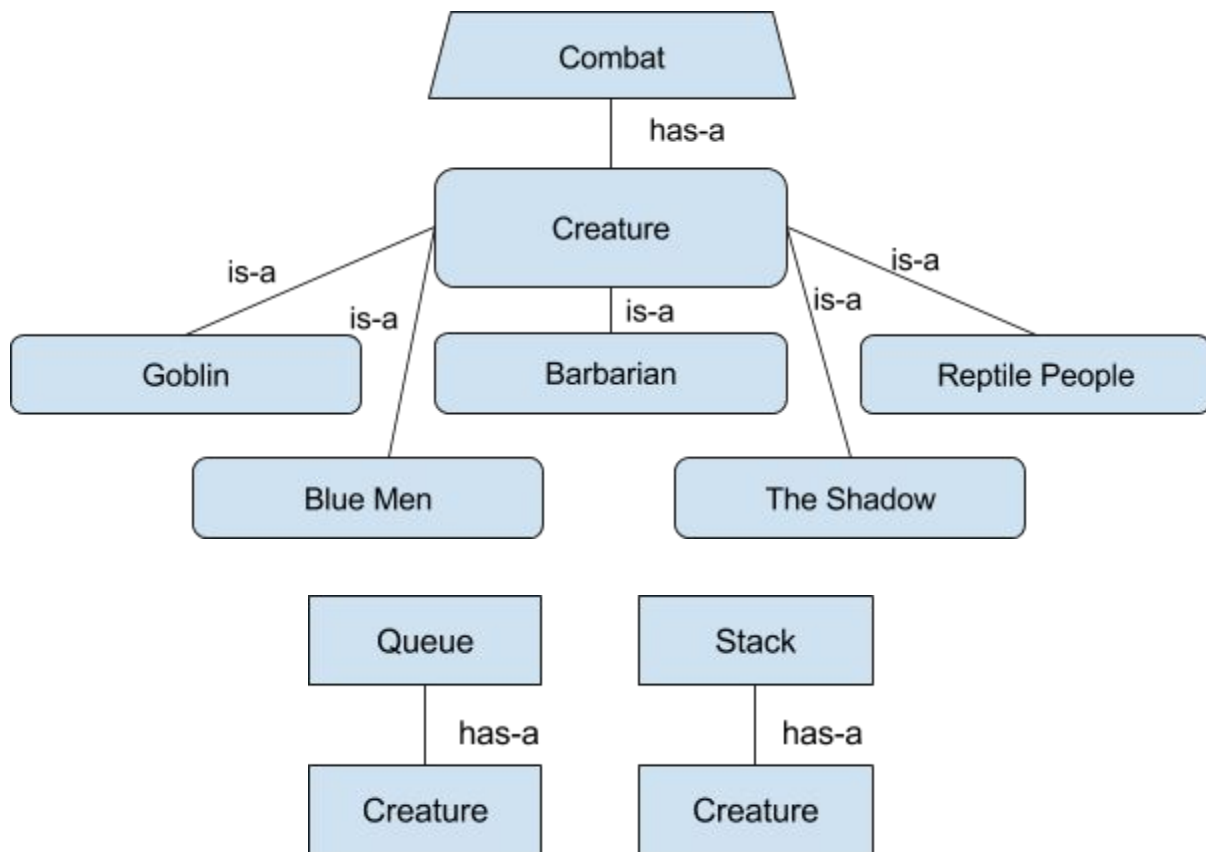 Combat
has-a
Creature
is-a
is-a
is-a
is-a
is-a
Goblin
Barbarian
Reptile People
Blue Men
The Shadow
Queue
Stack
has-a
has-a
Creature
Creature